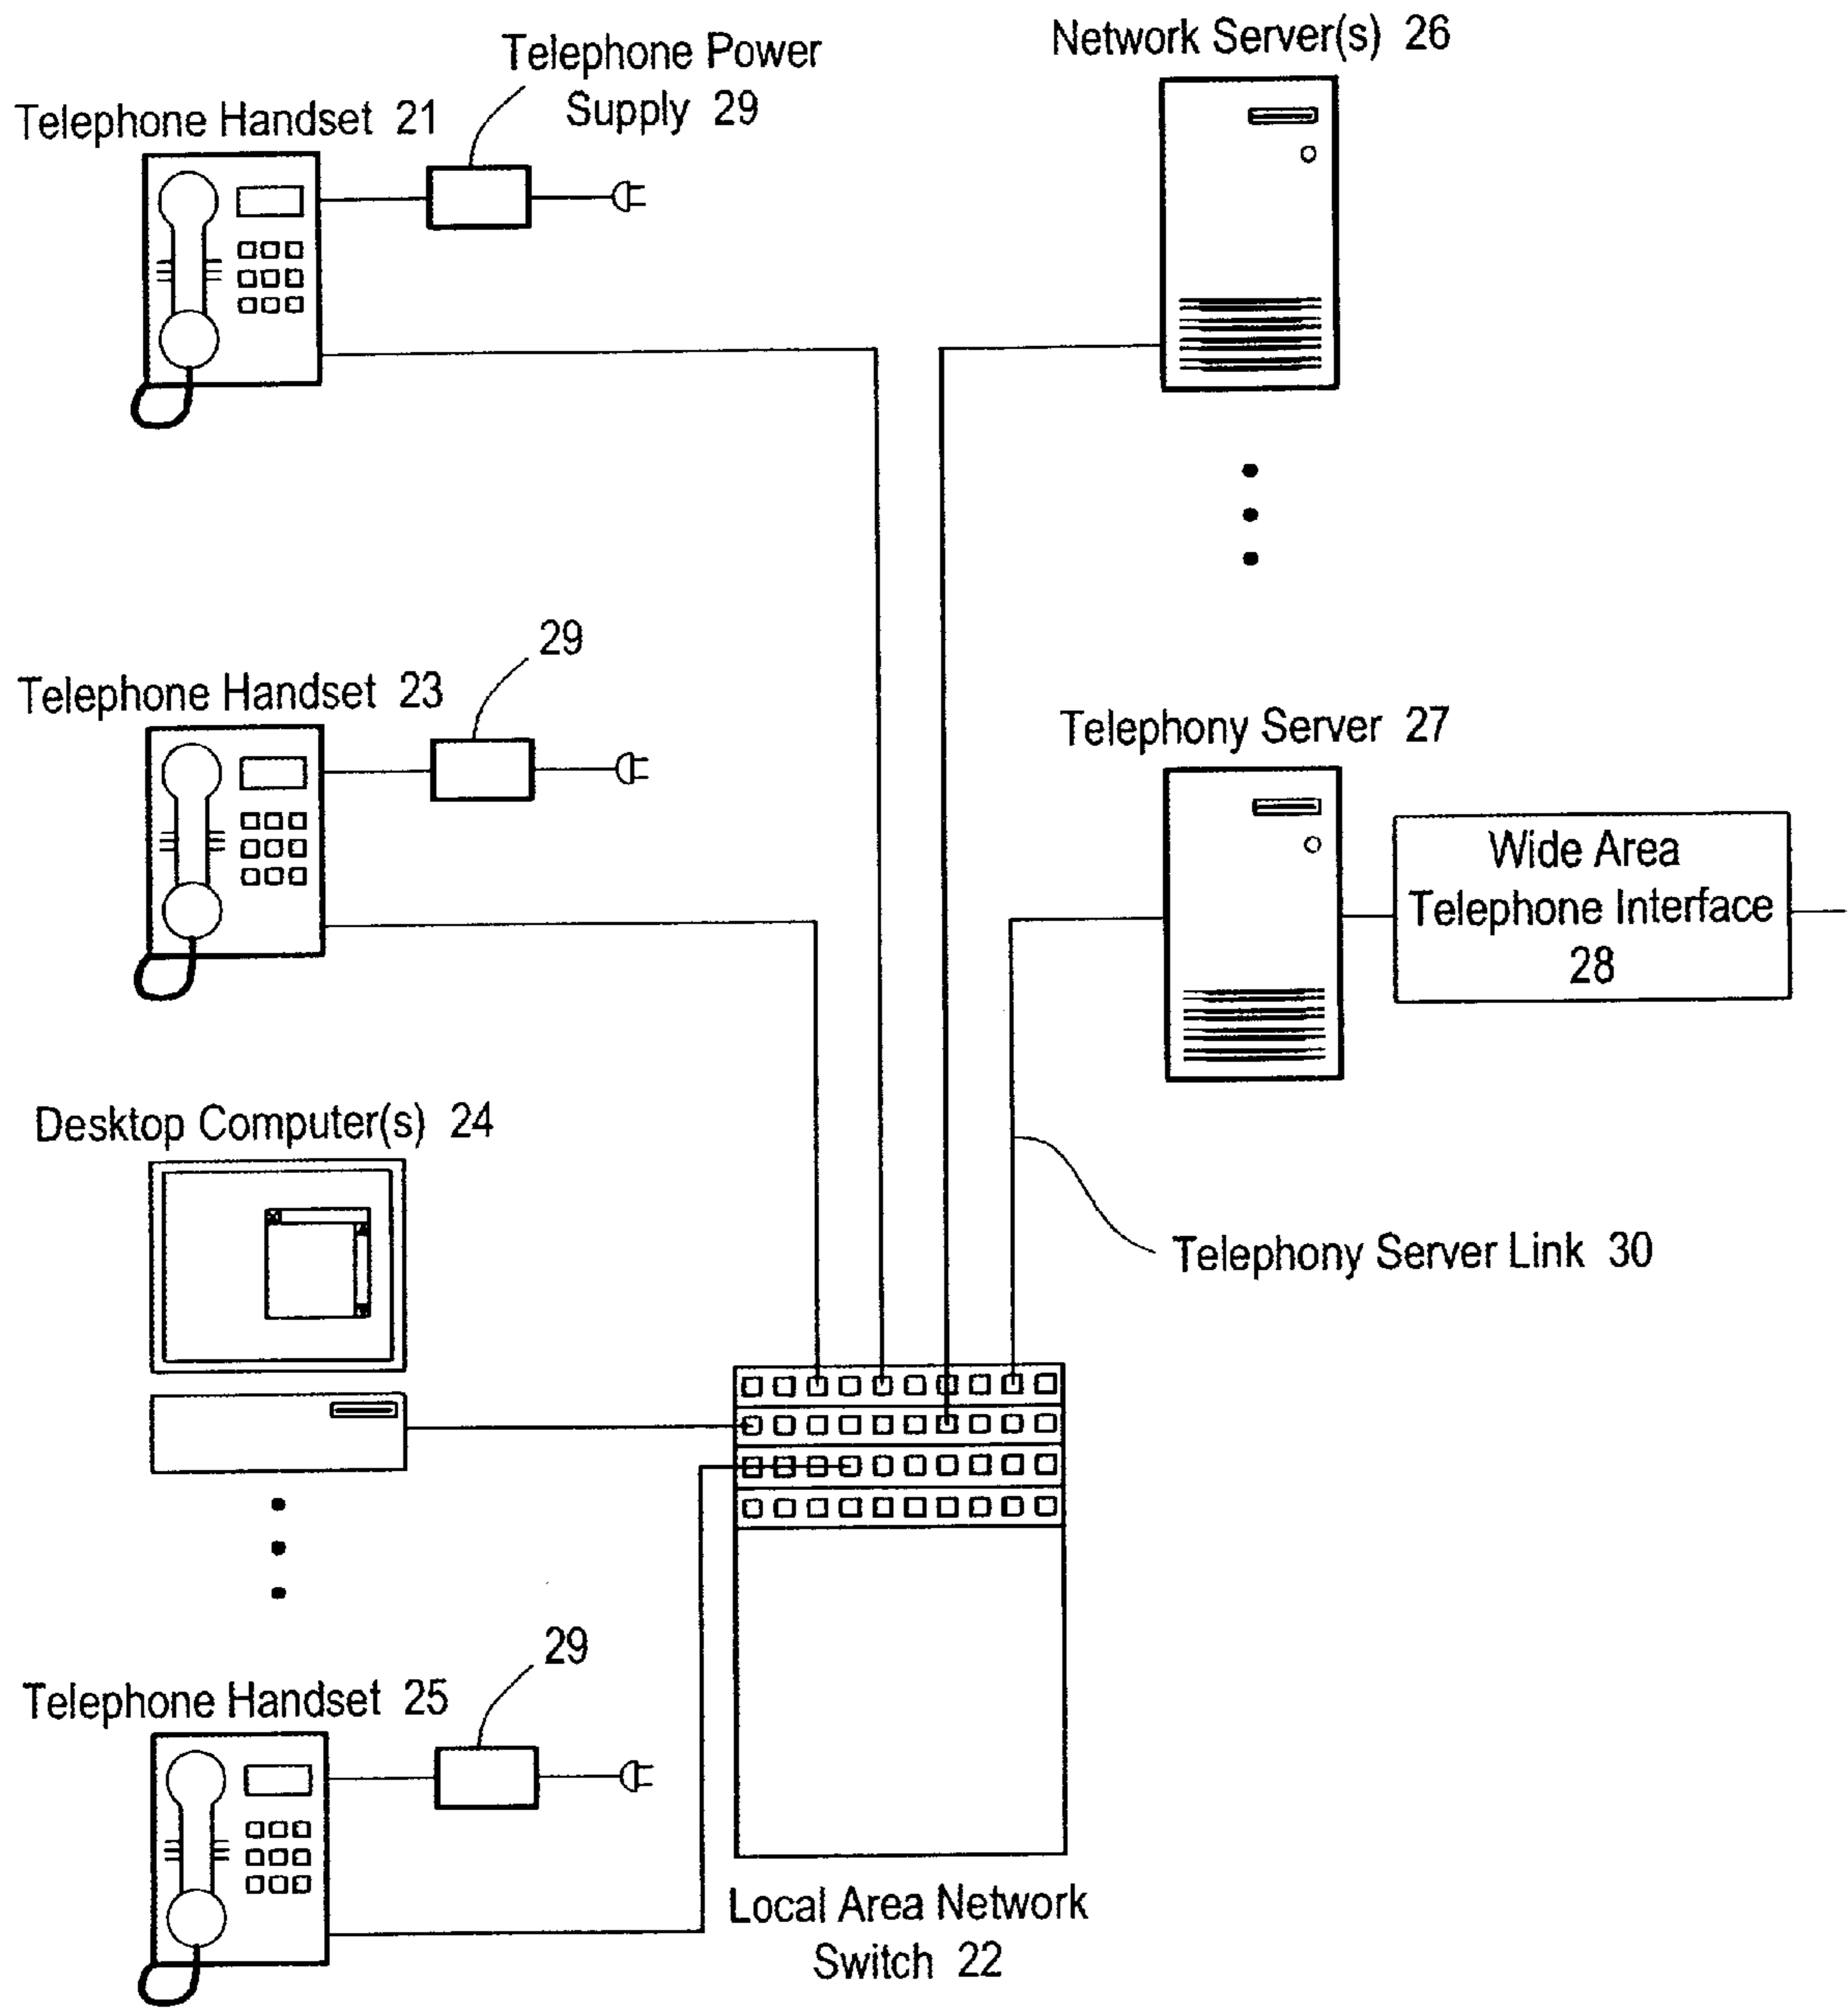 Telephone Power
Supply 29
Network Server(s) 26
Telephone Handset 21
29
Telephone Handset 23
Telephony Server 27
Wide Area
Telephone Interface
28
Desktop Computer(s) 24
Telephony Server Link 30
29
Telephone Handset 25
Local Area Network
Switch 22